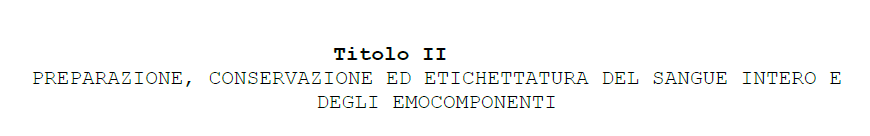 Titolo II
PREPARAZIONE, CONSERVAZIONE ED ETICHETTATURA DEL SANGUE INTERO E
DEGLI EMOCOMPONENTI